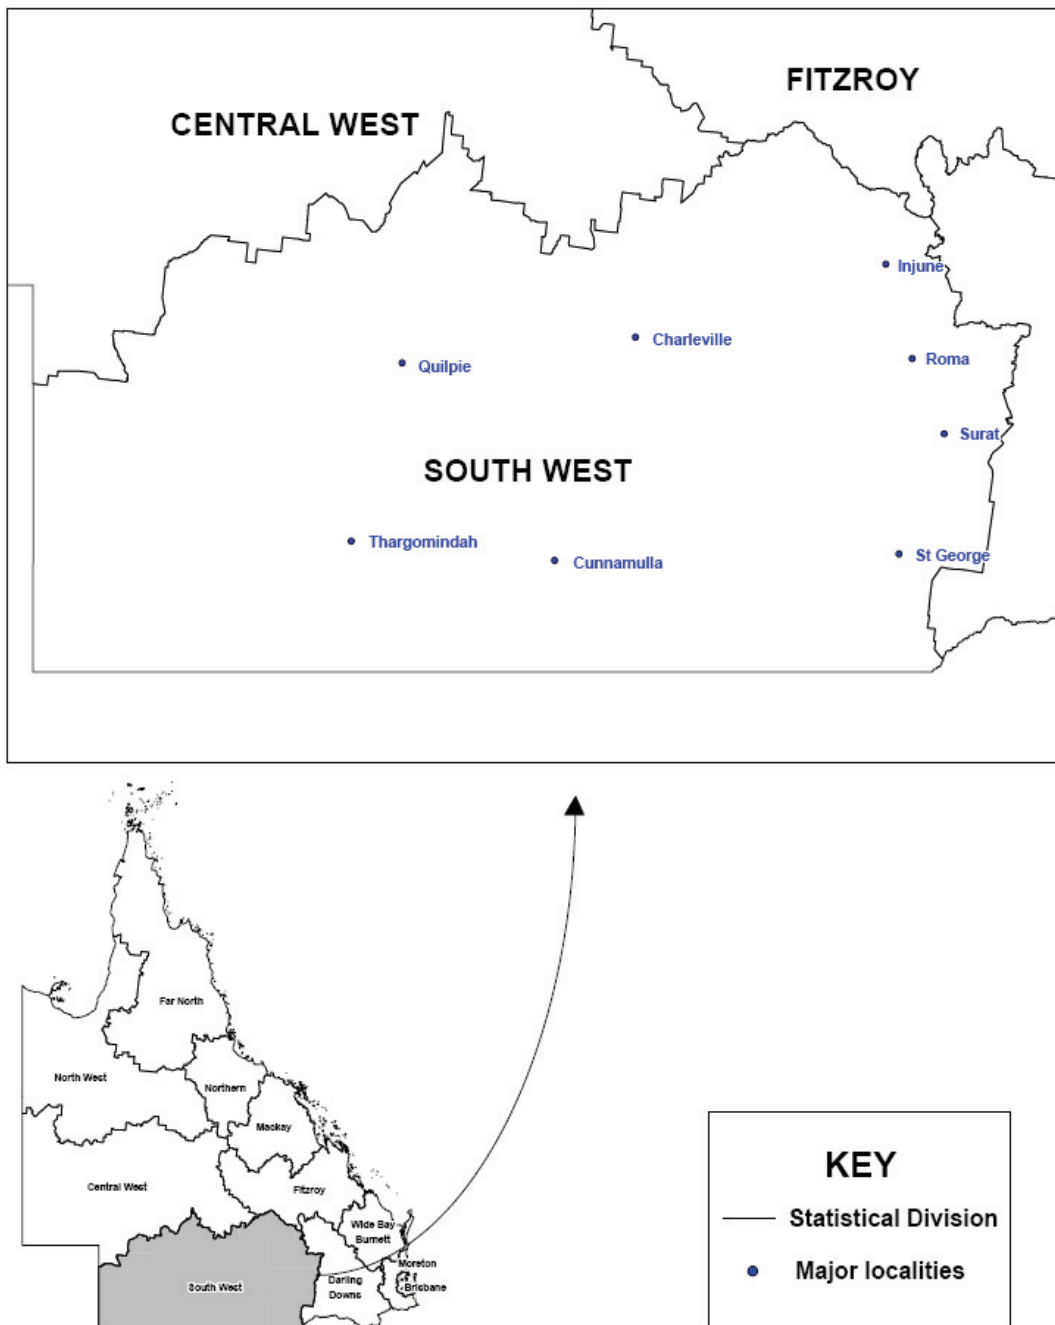 FITZROY
CENTRAL WEST
Injune
Charleville
Roma
Quilpie
Surat
SOUTH WEST
Thargomindah
Cunnamulla
St George
Far North
North West
Northern
Mackay
Central West
Fitzroy
Wide Bay
Burnett
Moreton
South West
Darling
Downs
Brisbane
KEY
Statistical Division
Major localities